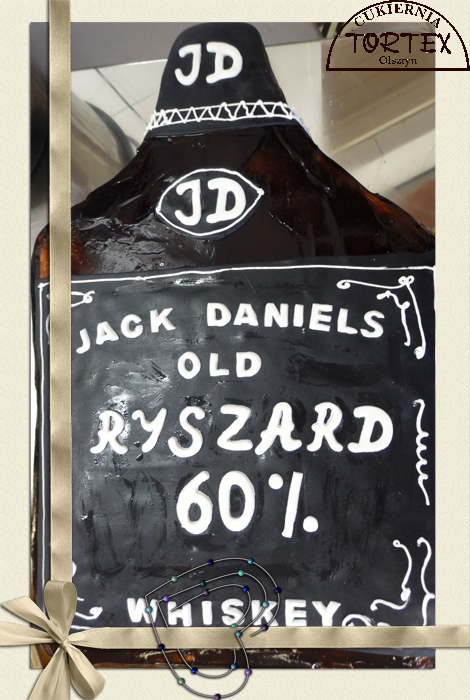 CUKIERNIA
TORTEX
Olsztyn
JD
JD
JACK DANIELS
OLD
RYSZARD
60%
WHISKEY